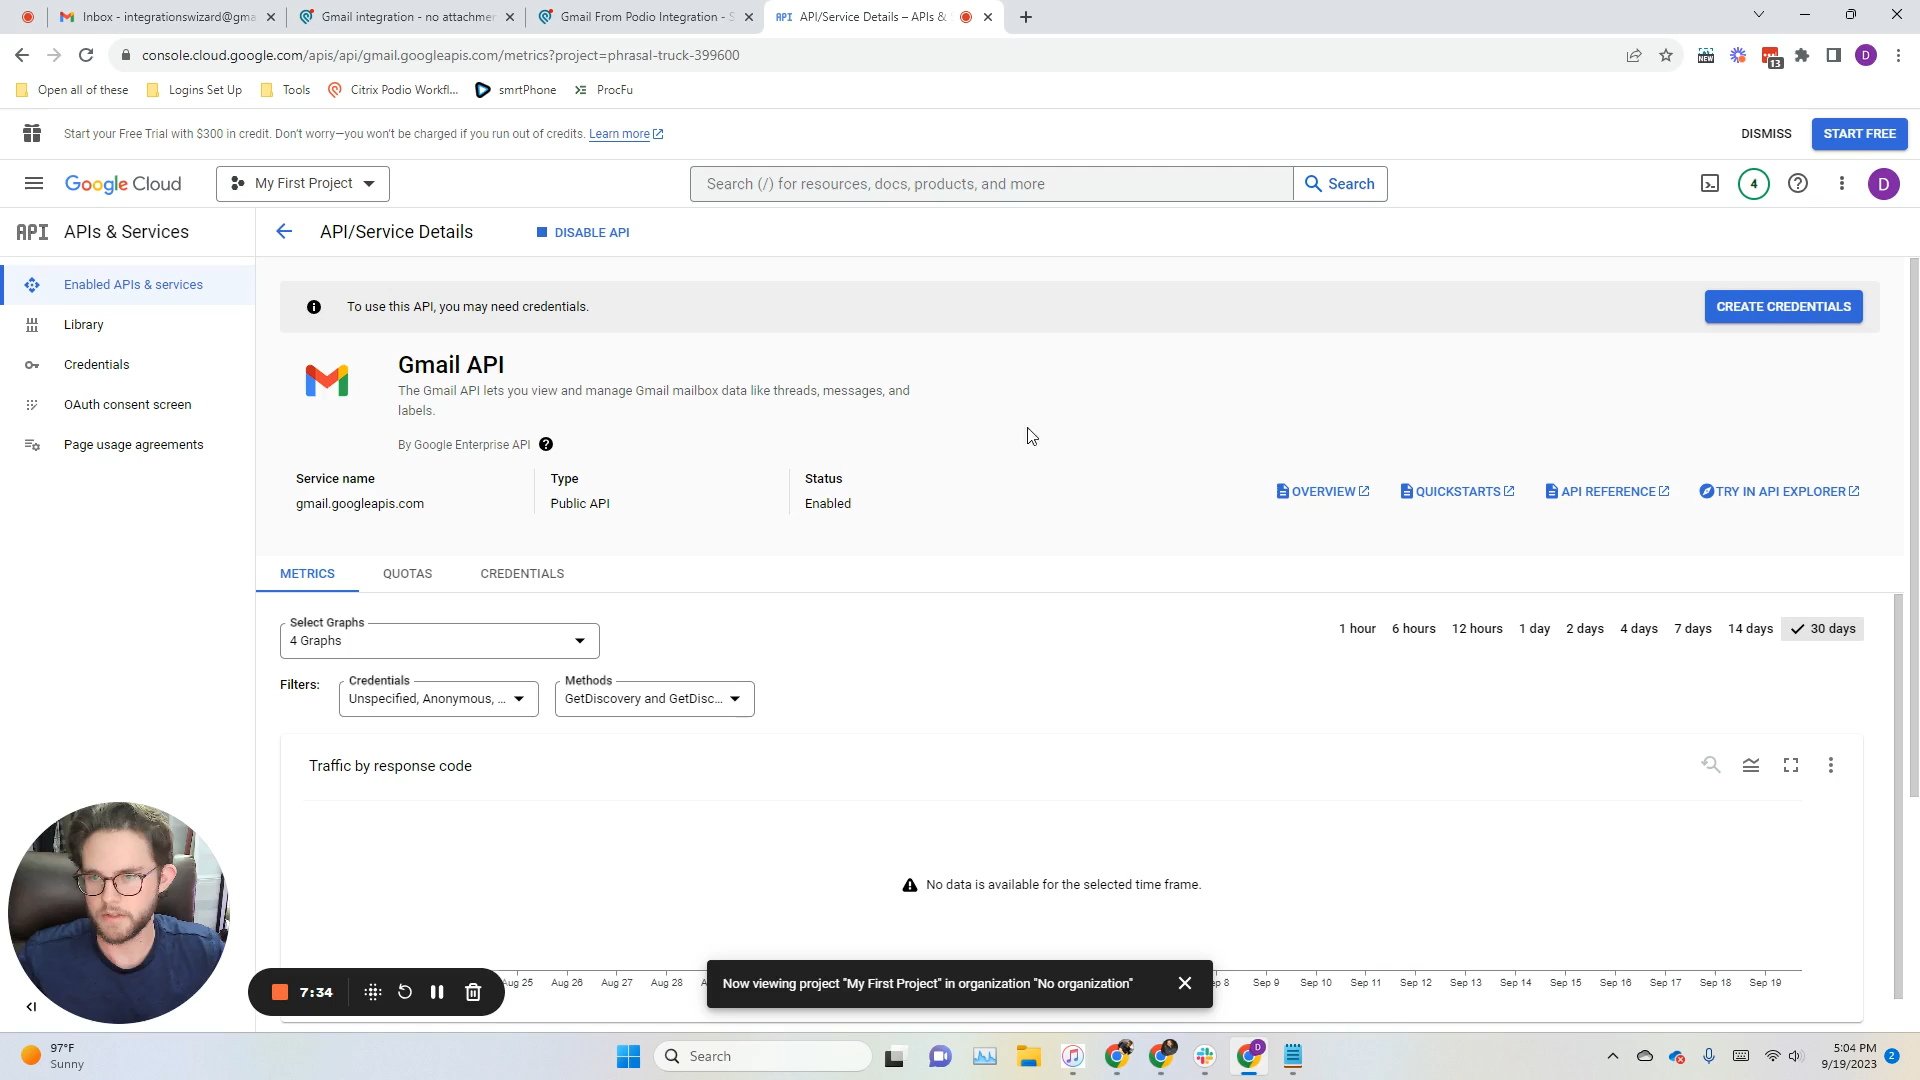 Inbox - integrationswizard@gma
Gmail integration - no attachmer
Gmail From Podio Integration - S
API API/Service Details – APIs &
console.cloud.google.com/apis/api/gmail.googleapis.com/metrics?project=phrasal-truck-399600
NEW
13
D
Open all of these
Logins Set Up
Tools
Citrix Podio Workfl...
smrtPhone
ProcFu
Start your Free Trial with $300 in credit. Don't worry—you won't be charged if you run out of credits. Learn more
DISMISS
START FREE
Google Cloud
My First Project
Search (/) for resources, docs, products, and more
Search
4
D
API APIs & Services
API/Service Details
DISABLE API
Enabled APIs & services
Library
Credentials
OAuth consent screen
Page usage agreements
To use this API, you may need credentials.
CREATE CREDENTIALS
Gmail API
The Gmail API lets you view and manage Gmail mailbox data like threads, messages, and
labels.
By Google Enterprise API
Service name
gmail.googleapis.com
Type
Public API
Status
Enabled
OVERVIEW
QUICKSTARTS
API REFERENCE
TRY IN API EXPLORER
METRICS
QUOTAS
CREDENTIALS
Select Graphs
4 Graphs
1 hour 6 hours 12 hours 1 day 2 days 4 days 7 days 14 days 30 days
Filters:
Credentials
Unspecified, Anonymous, ...
Methods
GetDiscovery and GetDisc...
Traffic by response code
No data is available for the selected time frame.
Aug 25 Aug 26 Aug 27 Aug 28
Sep 9 Sep 10 Sep 11 Sep 12 Sep 13 Sep 14 Sep 15 Sep 16 Sep 17 Sep 18 Sep 19
Now viewing project "My First Project" in organization "No organization"
7:34
97°F
Sunny
Search
D
5:04 PM
9/19/2023
2